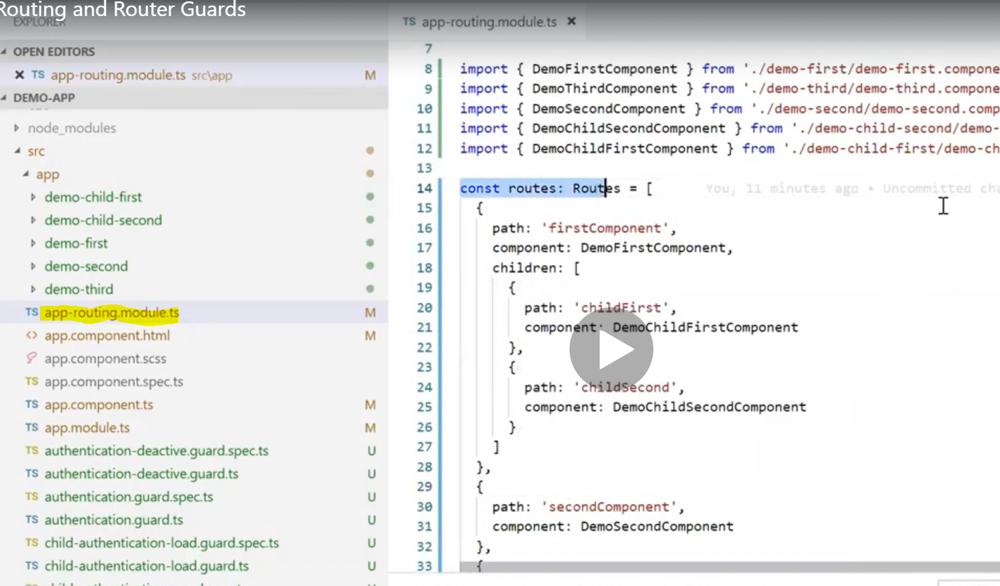 Routing and Router Guards
EXPLORER
OPEN EDITORS
TS app-routing.module.ts src\app M
DEMO-APP
node_modules
src
app
demo-child-first
demo-child-second
demo-first
demo-second
demo-third
TS app-routing.module.ts M
<> app.component.html M
app.component.scss
TS app.component.spec.ts
TS app.component.ts M
TS app.module.ts M
TS authentication-deactive.guard.spec.ts U
TS authentication-deactive.guard.ts U
TS authentication.guard.spec.ts U
TS authentication.guard.ts U
TS child-authentication-load.guard.spec.ts U
TS child-authentication-load.guard.ts U
TS app-routing.module.ts ×
7
8 import { DemoFirstComponent } from './demo-first/demo-first.compone
9 import { DemoThirdComponent } from './demo-third/demo-third.compone
10 import { DemoSecondComponent } from './demo-second/demo-second.comp
11 import { DemoChildSecondComponent } from './demo-child-second/demo-
12 import { DemoChildFirstComponent } from './demo-child-first/demo-ch
13
14 const routes: Routes = [ You, 11 minutes ago • Uncommitted cha
15 {
16 path: 'firstComponent',
17 component: DemoFirstComponent,
18 children: [
19 {
20 path: 'childFirst',
21 component: DemoChildFirstComponent
22 },
23 {
24 path: 'childSecond',
25 component: DemoChildSecondComponent
26 }
27 ]
28 },
29 {
30 path: 'secondComponent',
31 component: DemoSecondComponent
32 },
33 {